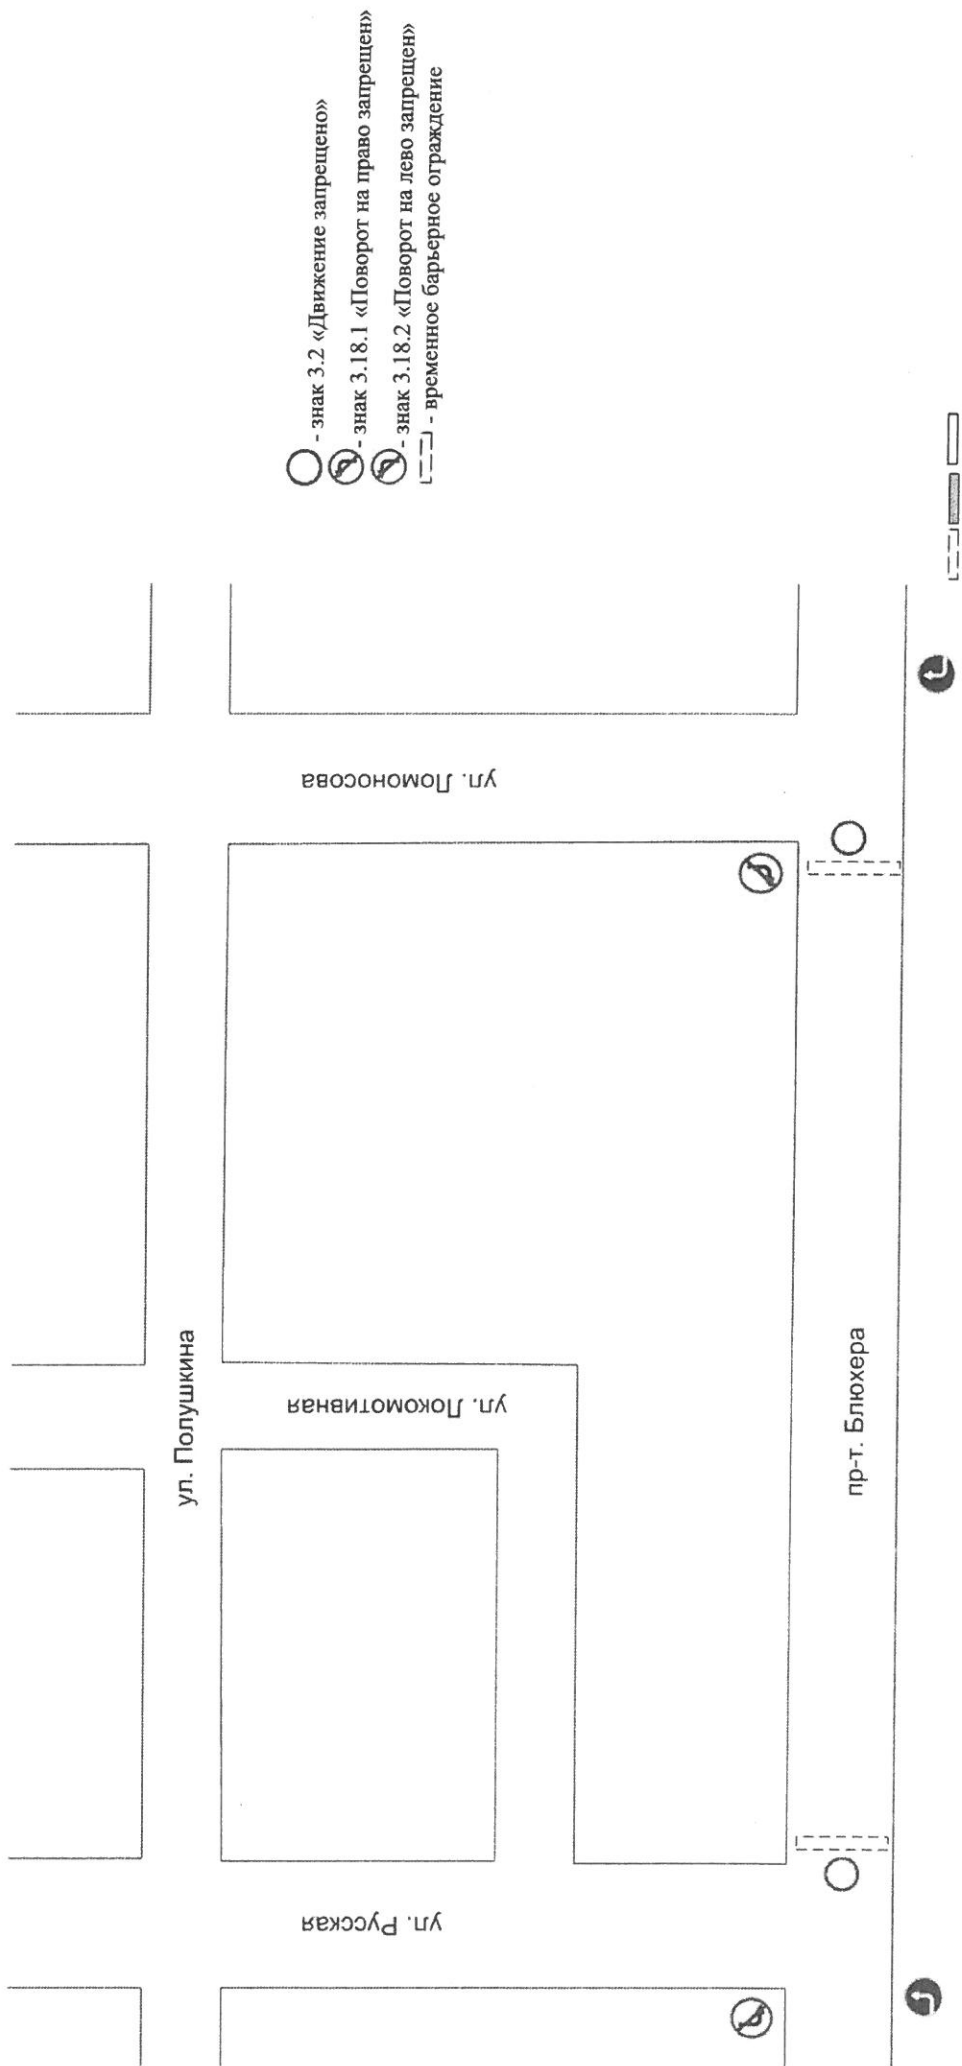 - знак 3.2 «Движение запрещено»
- знак 3.18.1 «Поворот на право запрещен»
- знак 3.18.2 «Поворот на лево запрещен»
- временное барьерное ограждение
ул. Полушкина
ул. Русская
ул. Локомотивная
ул. Ломоносова
пр-т. Блюхера